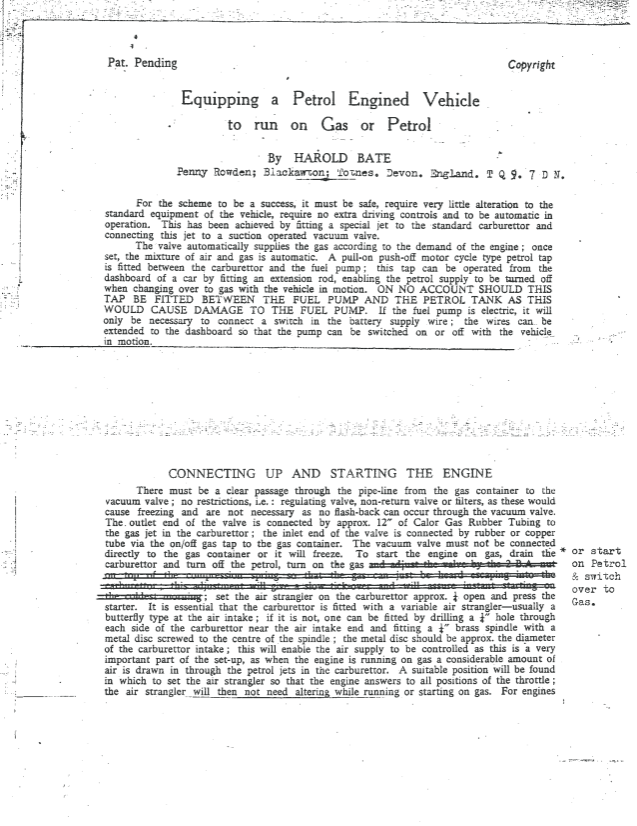 Pat. Pending
Copyright
Equipping a Petrol Engined Vehicle
to run on Gas or Petrol
By HAROLD BATE
Penny Rowden; Blackawton; Totnes. Devon. England. T Q 9. 7 D N.
For the scheme to be a success, it must be safe, require very little alteration to the
standard equipment of the vehicle, require no extra driving controls and to be automatic in
operation. This has been achieved by fitting a special jet to the standard carburettor and
connecting this jet to a suction operated vacuum valve.
The valve automatically supplies the gas according to the demand of the engine; once
set, the mixture of air and gas is automatic. A pull-on push-off motor cycle type petrol tap
is fitted between the carburettor and the fuel pump; this tap can be operated from the
dashboard of a car by fitting an extension rod, enabling the petrol supply to be turned off
when changing over to gas with the vehicle in motion. ON NO ACCOUNT SHOULD THIS
TAP BE FITTED BETWEEN THE FUEL PUMP AND THE PETROL TANK AS THIS
WOULD CAUSE DAMAGE TO THE FUEL PUMP. If the fuel pump is electric, it will
only be necessary to connect a switch in the battery supply wire; the wires can be
extended to the dashboard so that the pump can be switched on or off with the vehicle
in motion.
CONNECTING UP AND STARTING THE ENGINE
There must be a clear passage through the pipe-line from the gas container to the
vacuum valve; no restrictions, i.e.: regulating valve, non-return valve or filters, as these would
cause freezing and are not necessary as no flash-back can occur through the vacuum valve.
The outlet end of the valve is connected by approx. 12" of Calor Gas Rubber Tubing to
the gas jet in the carburettor; the inlet end of the valve is connected by rubber or copper
tube via the on/off gas tap to the gas container. The vacuum valve must not be connected
directly to the gas container or it will freeze. To start the engine on gas, drain the
carburettor and turn off the petrol, turn on the gas and adjust the valve by the 2 B.A. nut
on top of the compression spring so that the gas can just be heard escaping into the
carburettor; this adjustment will give a slow tick-over and will assure instant starting on
the coldest morning; set the air strangler on the carburettor approx. ¼ open and press the
starter. It is essential that the carburettor is fitted with a variable air strangler—usually a
butterfly type at the air intake; if it is not, one can be fitted by drilling a ¼" hole through
each side of the carburettor near the air intake end and fitting a ¼" brass spindle with a
metal disc screwed to the centre of the spindle; the metal disc should be approx. the diameter
of the carburettor intake; this will enable the air supply to be controlled as this is a very
important part of the set-up, as when the engine is running on gas a considerable amount of
air is drawn in through the petrol jets in the carburettor. A suitable position will be found
in which to set the air strangler so that the engine answers to all positions of the throttle;
the air strangler will then not need altering while running or starting on gas. For engines
* or start
on Petrol
& switch
over to
Gas.